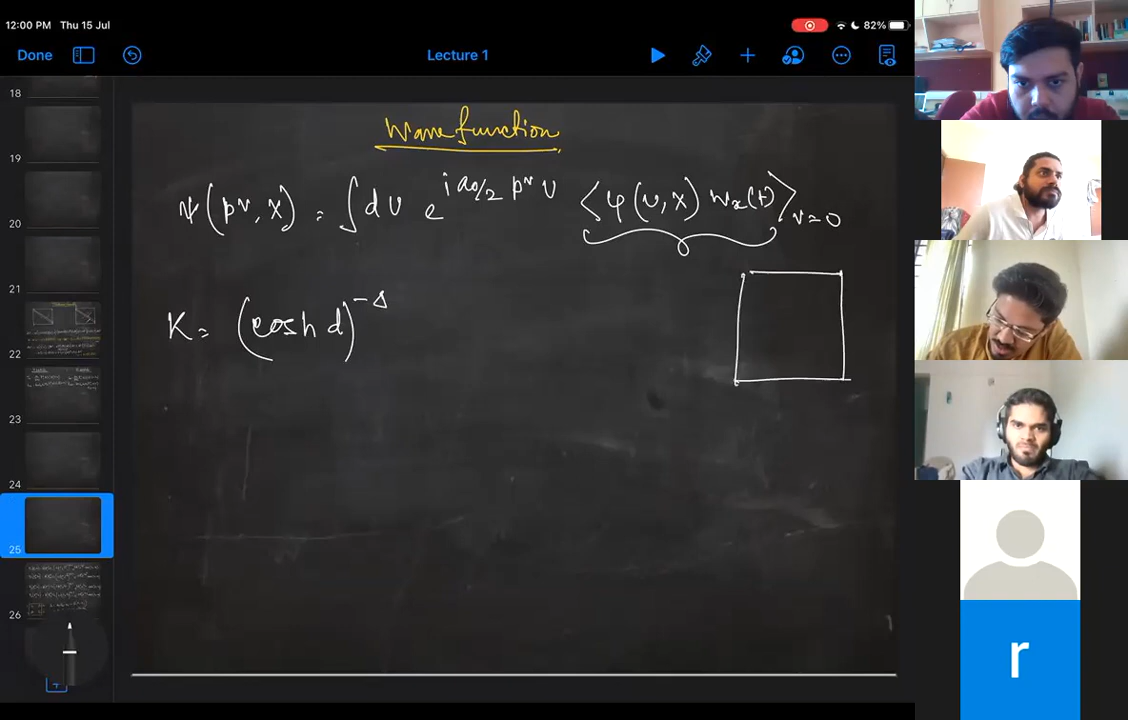 12:00 PM Thu 15 Jul
82%
Done
Lecture 1
18
19
20
21
22
23
24
25
26
Wavefunction
ψ(p^v, x) = ∫dv e^{i a_0/2 p^v v} ⟨φ(v, x) W_x(t)⟩_{v=0}
K = (cosh d)^{-Δ}
r